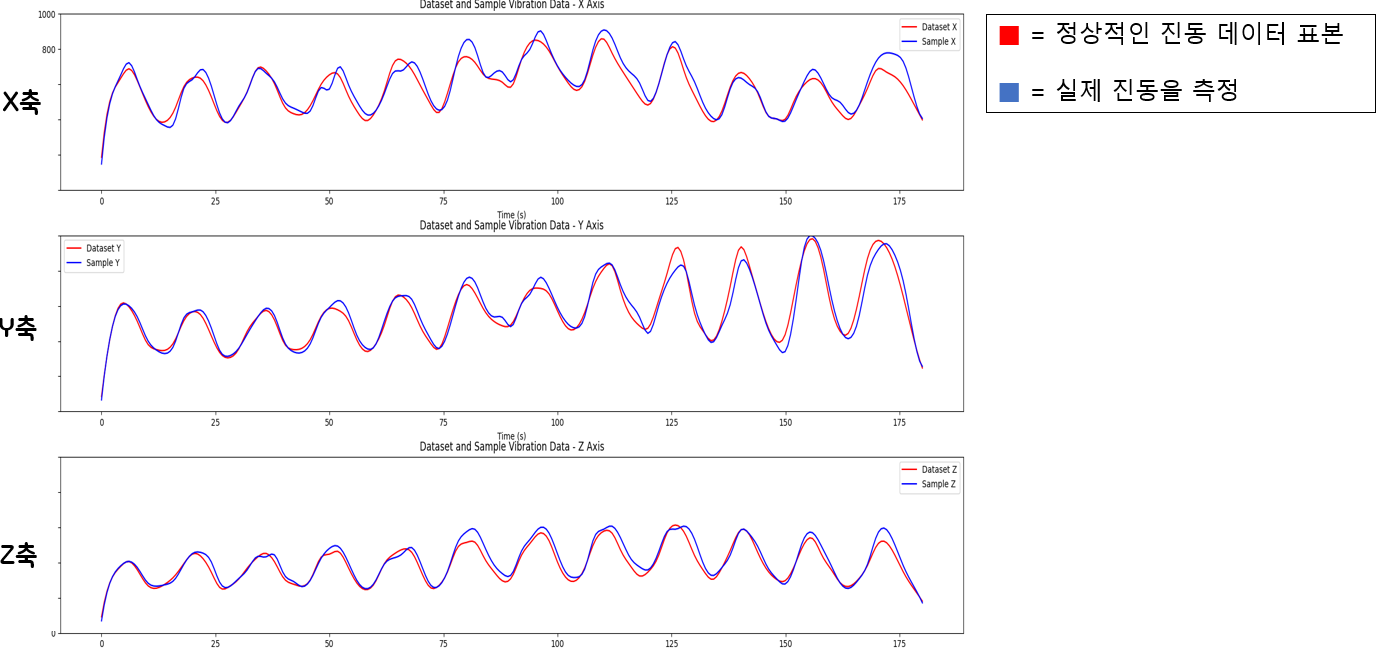 Dataset and Sample Vibration Data - X Axis
1000
800
Dataset X
Sample X
X축
0 25 50 75 100 125 150 175
Time (s)
= 정상적인 진동 데이터 표본
= 실제 진동을 측정
Dataset and Sample Vibration Data - Y Axis
Dataset Y
Sample Y
Y축
0 25 50 75 100 125 150 175
Time (s)
Dataset and Sample Vibration Data - Z Axis
Dataset Z
Sample Z
Z축
0
0 25 50 75 100 125 150 175